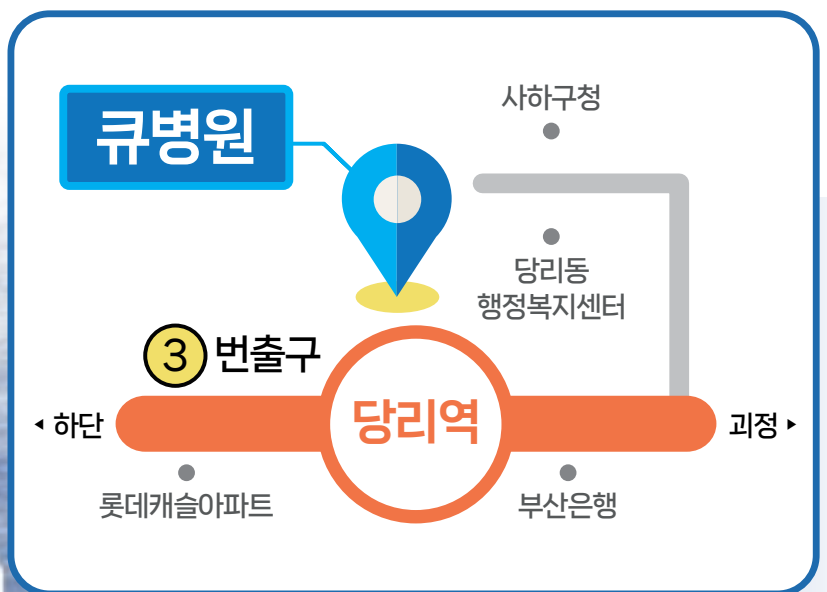 큐병원
사하구청
당리동
행정복지센터
3 번출구
하단
당리역
괴정
롯데캐슬아파트
부산은행